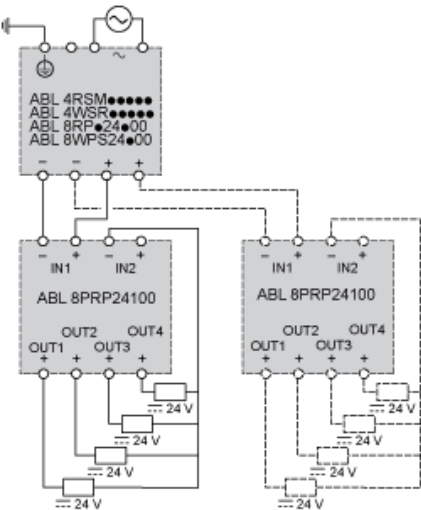 ∼
ABL 4RSM●●●●●
ABL 4WSR●●●●●
ABL 8RP●24●00
ABL 8WPS24●00
− − + +
− + − +
IN1 IN2
ABL 8PRP24100
OUT1 OUT2 OUT3 OUT4
+ + + +
24 V
24 V
24 V
24 V
− + − +
IN1 IN2
ABL 8PRP24100
OUT1 OUT2 OUT3 OUT4
+ + + +
24 V
24 V
24 V
24 V